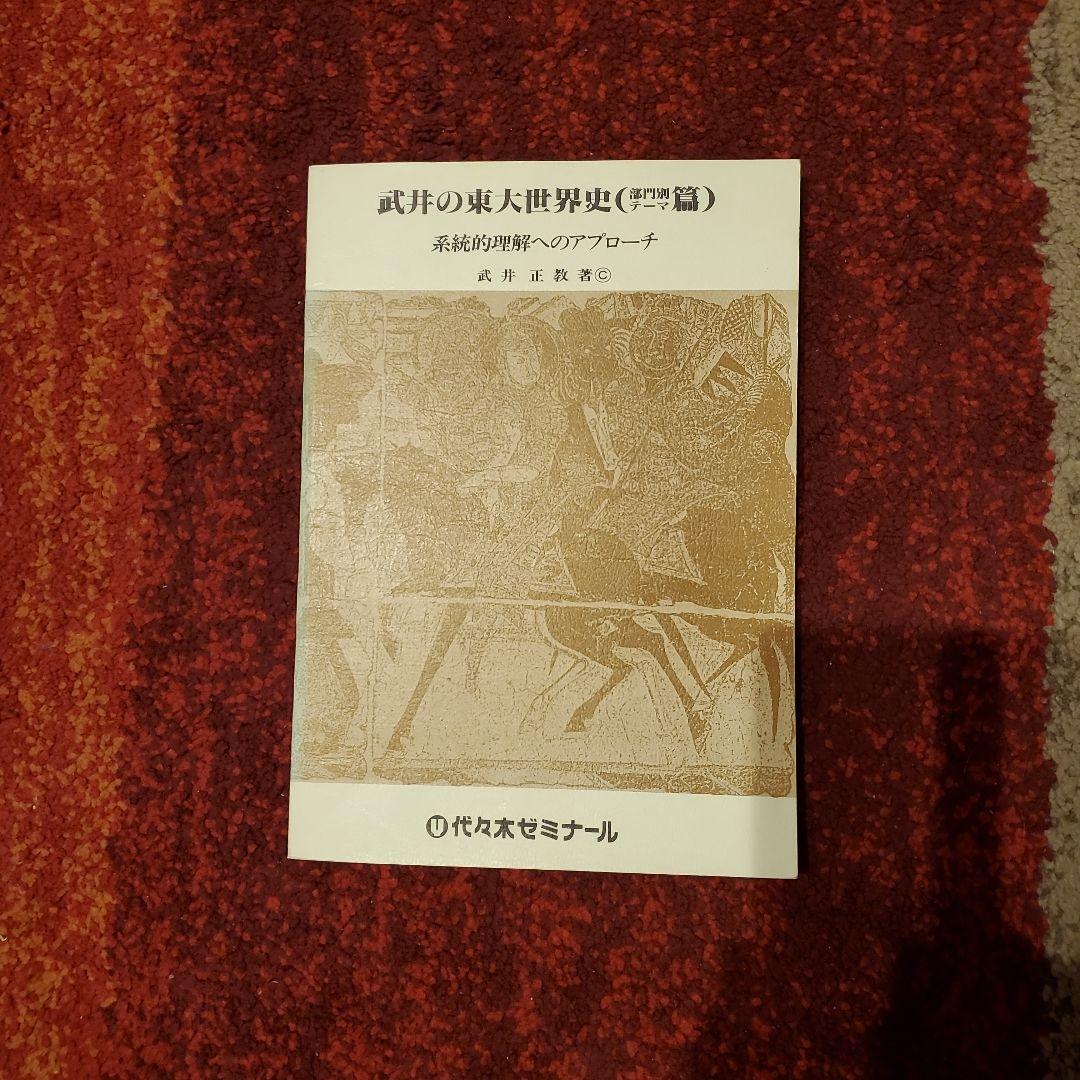 武井の東大世界史(部門別テーマ篇)
系統的理解へのアプローチ
武井正教著©
代々木ゼミナール